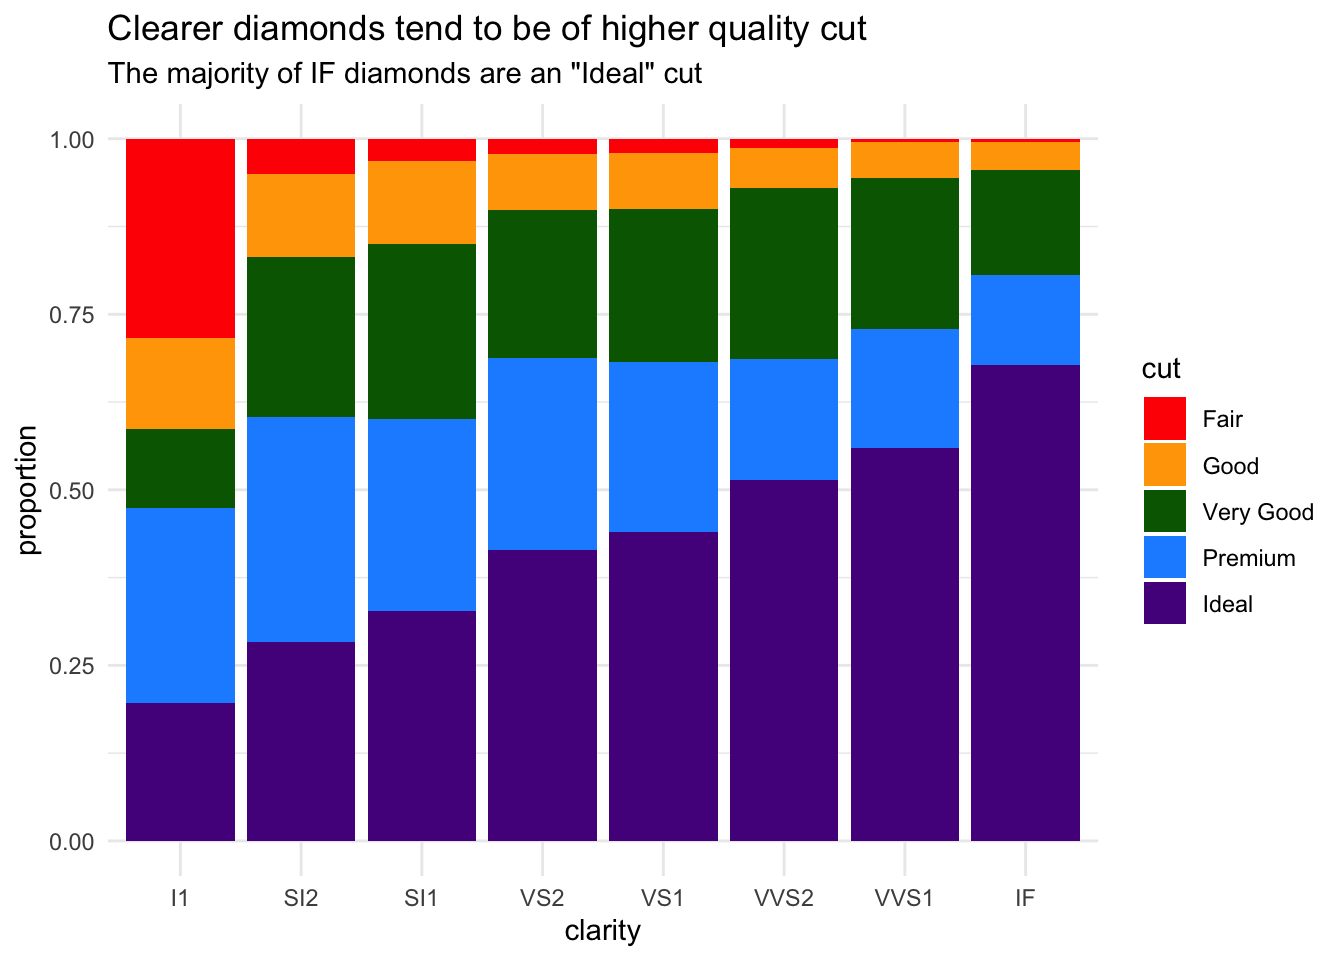 Clearer diamonds tend to be of higher quality cut
The majority of IF diamonds are an "Ideal" cut
1.00
0.75
0.50
0.25
0.00
proportion
I1 SI2 SI1 VS2 VS1 VVS2 VVS1 IF
clarity
cut
Fair
Good
Very Good
Premium
Ideal